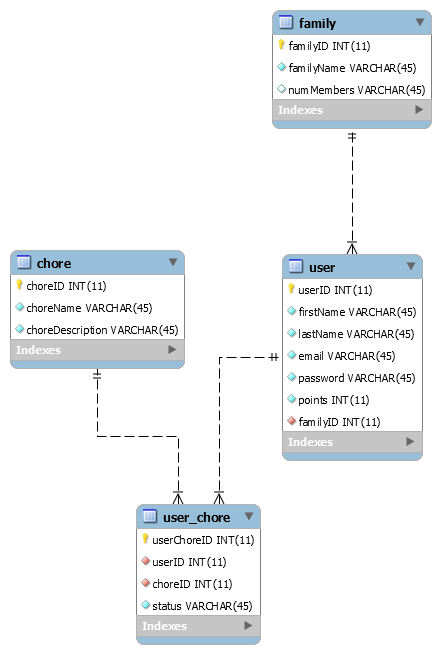 family
familyID INT(11)
familyName VARCHAR(45)
numMembers VARCHAR(45)
Indexes
chore
choreID INT(11)
choreName VARCHAR(45)
choreDescription VARCHAR(45)
Indexes
user
userID INT(11)
firstName VARCHAR(45)
lastName VARCHAR(45)
email VARCHAR(45)
password VARCHAR(45)
points INT(11)
familyID INT(11)
Indexes
user_chore
userChoreID INT(11)
userID INT(11)
choreID INT(11)
status VARCHAR(45)
Indexes